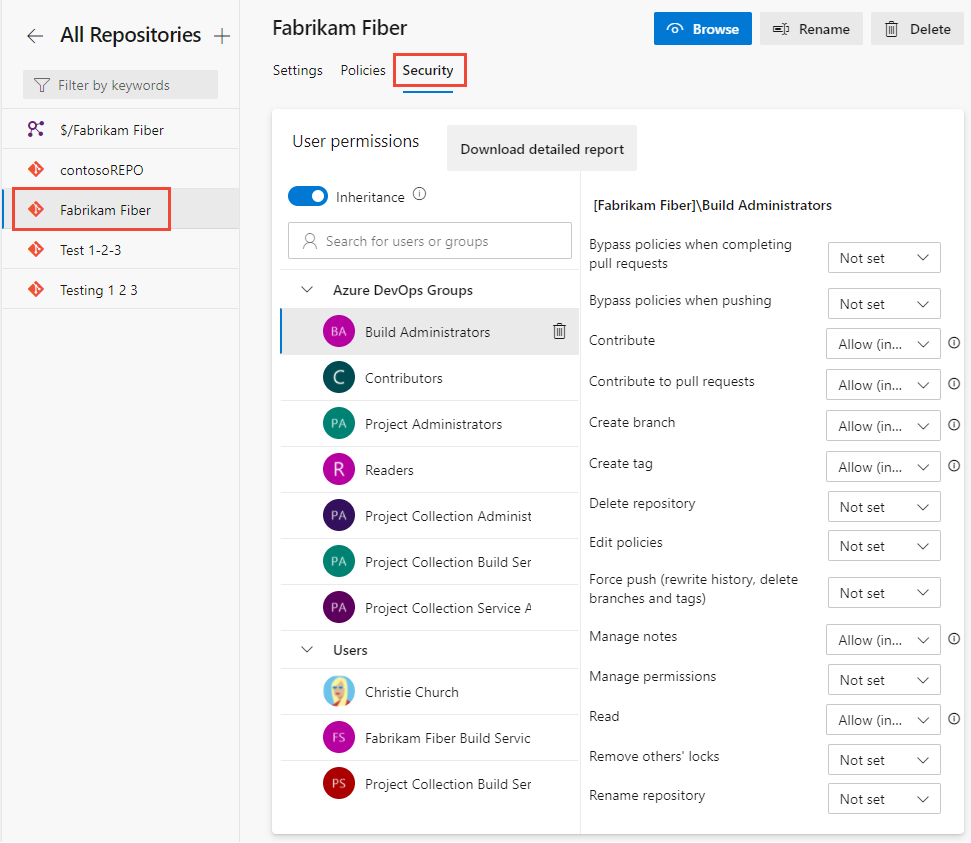 All Repositories
Filter by keywords
$/Fabrikam Fiber
contosoREPO
Fabrikam Fiber
Test 1-2-3
Testing 1 2 3
Fabrikam Fiber
Browse
Rename
Delete
Settings
Policies
Security
User permissions
Download detailed report
Inheritance
Search for users or groups
Azure DevOps Groups
BA
Build Administrators
C
Contributors
PA
Project Administrators
R
Readers
PA
Project Collection Administ
PA
Project Collection Build Ser
PA
Project Collection Service A
Users
Christie Church
FS
Fabrikam Fiber Build Servic
PS
Project Collection Build Ser
[Fabrikam Fiber]\Build Administrators
Bypass policies when completing
pull requests
Not set
Bypass policies when pushing
Not set
Contribute
Allow (in...
Contribute to pull requests
Allow (in...
Create branch
Allow (in...
Create tag
Allow (in...
Delete repository
Not set
Edit policies
Not set
Force push (rewrite history, delete
branches and tags)
Not set
Manage notes
Allow (in...
Manage permissions
Not set
Read
Allow (in...
Remove others' locks
Not set
Rename repository
Not set